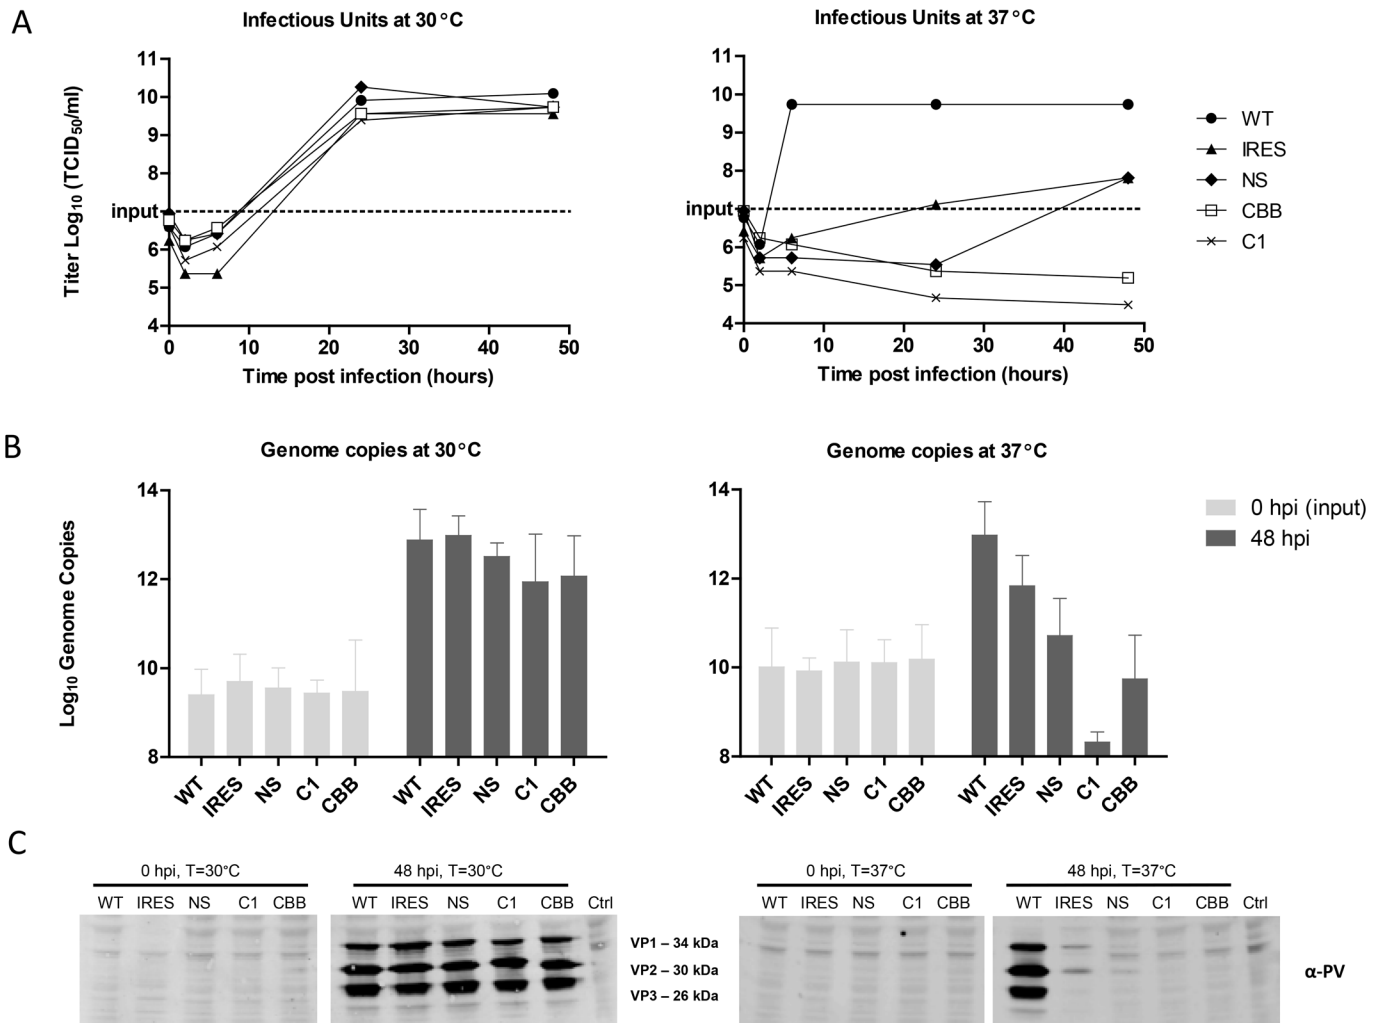 A
Infectious Units at 30 °C
Infectious Units at 37 °C
Titer Log10 (TCID50/ml)
11
10
9
8
input
6
5
4
0 10 20 30 40 50
Time post infection (hours)
11
10
9
8
input
6
5
4
0 10 20 30 40 50
Time post infection (hours)
WT
IRES
NS
CBB
C1
B
Genome copies at 30°C
Genome copies at 37°C
Log10 Genome Copies
14
12
10
8
WT IRES NS C1 CBB WT IRES NS C1 CBB
14
12
10
8
WT IRES NS C1 CBB WT IRES NS C1 CBB
0 hpi (input)
48 hpi
C
0 hpi, T=30°C
48 hpi, T=30°C
0 hpi, T=37°C
48 hpi, T=37°C
WT IRES NS C1 CBB
WT IRES NS C1 CBB Ctrl
WT IRES NS C1 CBB
WT IRES NS C1 CBB Ctrl
VP1 – 34 kDa
VP2 – 30 kDa
VP3 – 26 kDa
α-PV